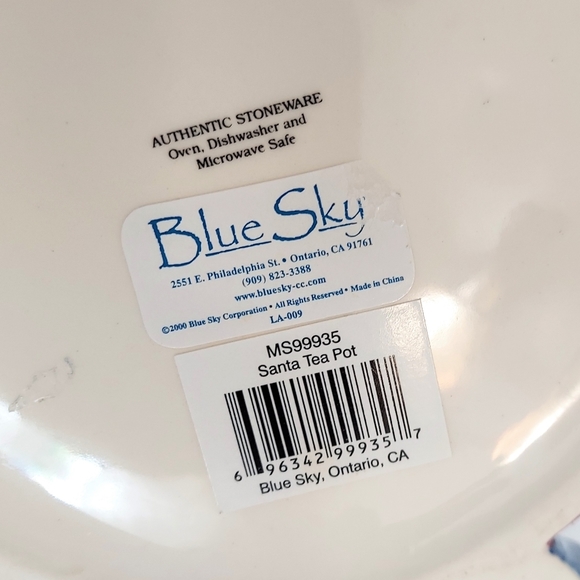 AUTHENTIC STONEWARE
Oven, Dishwasher and
Microwave Safe
Blue Sky
2551 E. Philadelphia St. • Ontario, CA 91761
(909) 823-3388
www.bluesky-cc.com
©2000 Blue Sky Corporation • All Rights Reserved • Made in China
LA-009
MS99935
Santa Tea Pot
6 96342 99935 7
Blue Sky, Ontario, CA